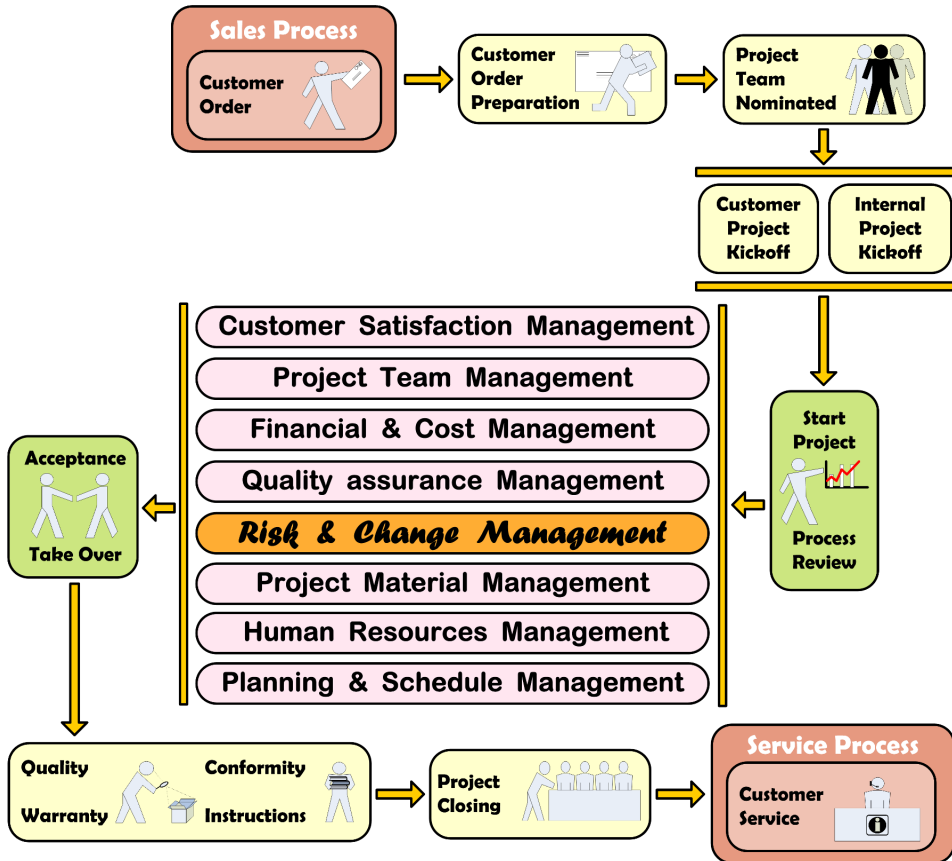 Sales Process
Customer
Order
Customer
Order
Preparation
Project
Team
Nominated
Customer
Project
Kickoff
Internal
Project
Kickoff
Start
Project
Process
Review
Customer Satisfaction Management
Project Team Management
Financial & Cost Management
Quality assurance Management
Risk & Change Management
Project Material Management
Human Resources Management
Planning & Schedule Management
Acceptance
Take Over
Quality
Warranty
Conformity
Instructions
Project
Closing
Service Process
Customer
Service
i